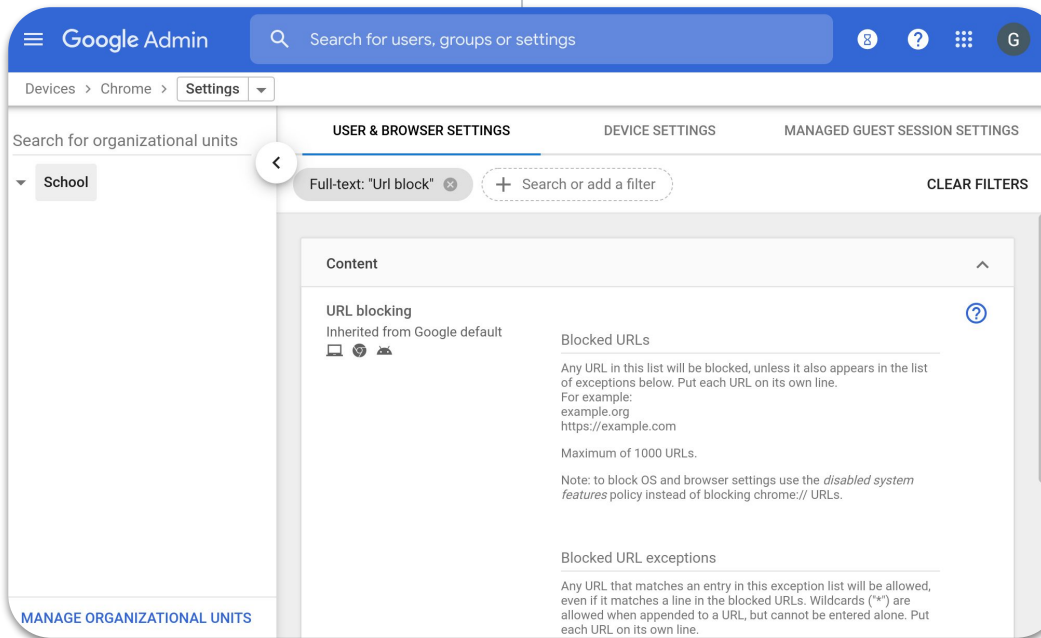 Google Admin
Search for users, groups or settings
G
Devices > Chrome > Settings
Search for organizational units
School
MANAGE ORGANIZATIONAL UNITS
USER & BROWSER SETTINGS
DEVICE SETTINGS
MANAGED GUEST SESSION SETTINGS
Full-text: "Url block"
Search or add a filter
CLEAR FILTERS
Content
URL blocking
Inherited from Google default
Blocked URLs
Any URL in this list will be blocked, unless it also appears in the list
of exceptions below. Put each URL on its own line.
For example:
example.org
https://example.com
Maximum of 1000 URLs.
Note: to block OS and browser settings use the disabled system
features policy instead of blocking chrome:// URLs.
Blocked URL exceptions
Any URL that matches an entry in this exception list will be allowed,
even if it matches a line in the blocked URLs. Wildcards ("*") are
allowed when appended to a URL, but cannot be entered alone. Put
each URL on its own line.